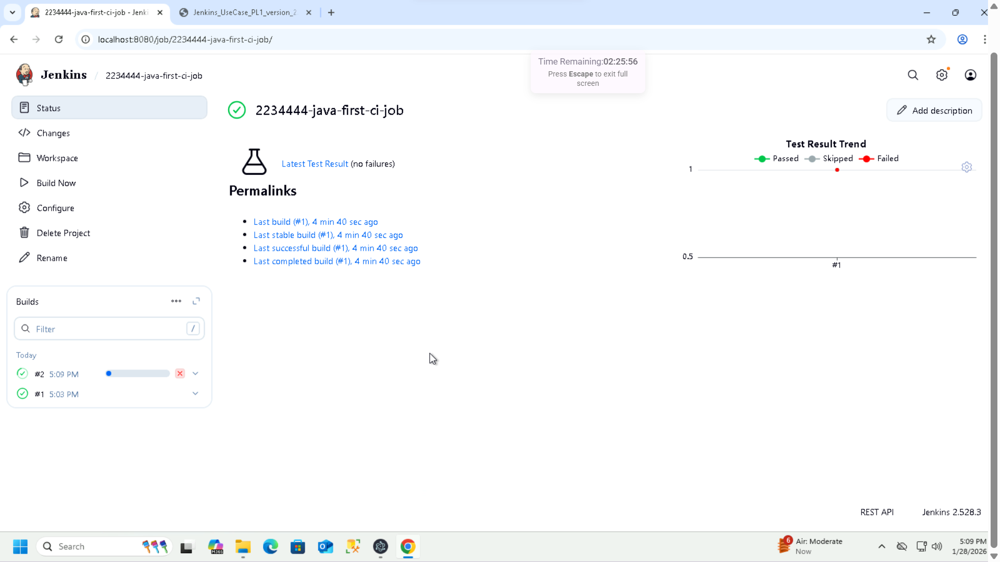 2234444-java-first-ci-job - Jenki
Jenkins_UseCase_PL1_version_2
localhost:8080/job/2234444-java-first-ci-job/
Time Remaining:02:25:56
Press Escape to exit full
screen
Jenkins / 2234444-java-first-ci-job
Status
Changes
Workspace
Build Now
Configure
Delete Project
Rename
2234444-java-first-ci-job
Add description
Latest Test Result (no failures)
Permalinks
Last build (#1), 4 min 40 sec ago
Last stable build (#1), 4 min 40 sec ago
Last successful build (#1), 4 min 40 sec ago
Last completed build (#1), 4 min 40 sec ago
Test Result Trend
Passed Skipped Failed
1
0.5
#1
Builds
Filter /
Today
#2 5:09 PM
#1 5:03 PM
REST API Jenkins 2.528.3
Search
M365
6
Air: Moderate
Now
5:09 PM
1/28/2026